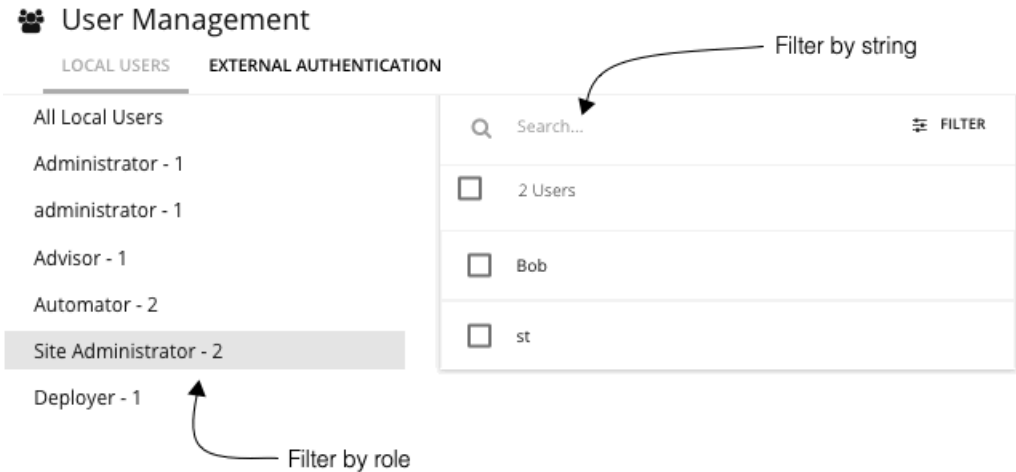 User Management
Filter by string
LOCAL USERS EXTERNAL AUTHENTICATION
All Local Users
Administrator - 1
administrator - 1
Advisor - 1
Automator - 2
Site Administrator - 2
Deployer - 1
Search...
FILTER
2 Users
Bob
st
Filter by role